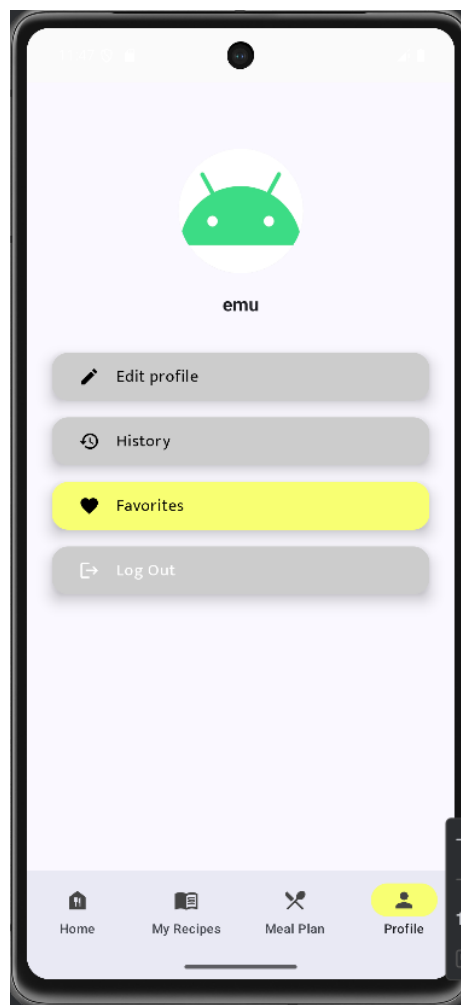 emu
Edit profile
History
Favorites
Log Out
Home
My Recipes
Meal Plan
Profile